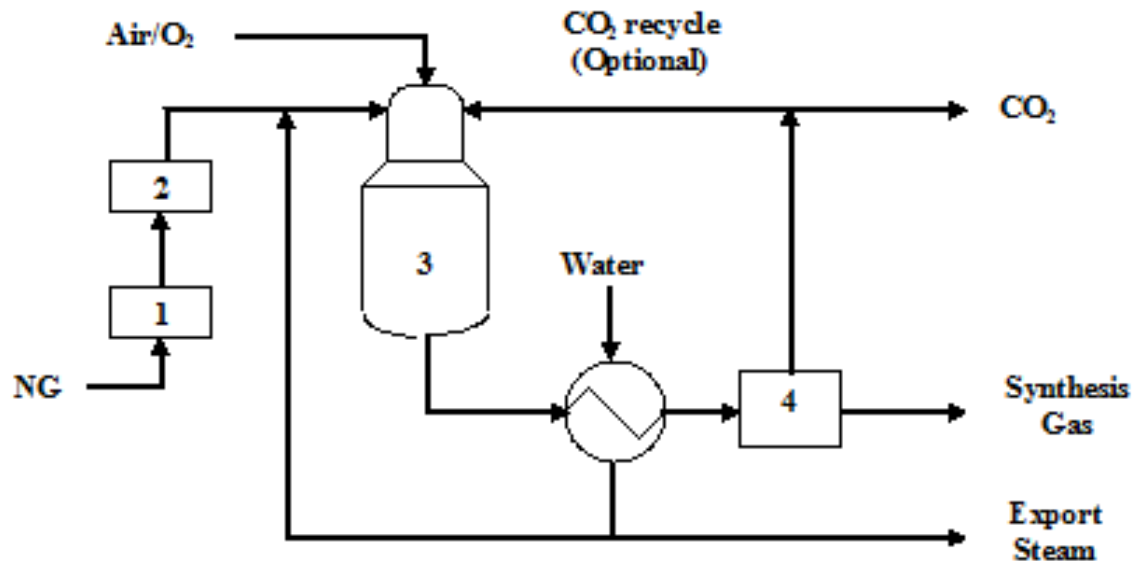 Air/O₂
CO₂ recycle
(Optional)
CO₂
2
3
Water
1
NG
4
Synthesis
Gas
Export
Steam